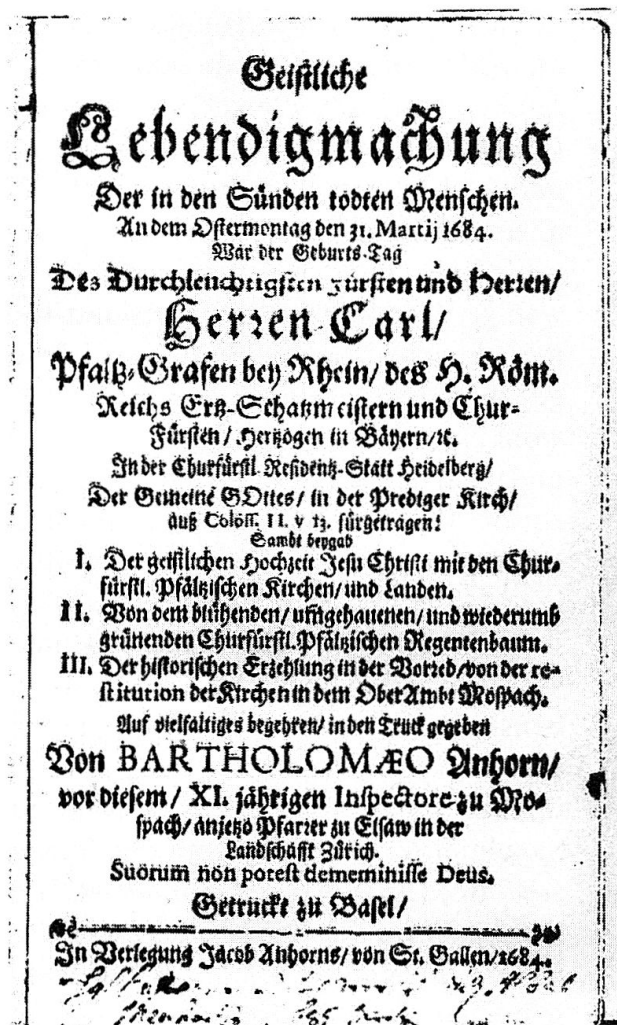 Geistliche
Lebendigmachung
Der in den Sünden todten Menschen.
An dem Ostermontag den 31. Martij 1684.
War der Geburts-Tag
Des Durchleuchtigsten Fürsten und Herren/
Herren Carl/
Pfaltz-Grafen bey Rhein/ des H. Röm.
Reichs Ertz-Schatzmeistern und Chur-
Fürsten/ Hertzogen in Bäyern/ꝛc.
In der Churfürstl. Residentz-Statt Heidelberg/
Der Gemeine GOttes/ in der Prediger Kirch/
auß Coloss. II. v 13. fürgetragen:
Sambt beygab
I. Der geistlichen Hochzeit Jesu Christi mit den Chur-
fürstl. Pfältzischen Kirchen/ und Landen.
II. Von dem blühenden/ umgehauenen/ und wiederumb
grünenden Churfürstl. Pfältzischen Regentenbaum.
III. Der historischen Erzehlung in der Vorred/ von der re-
stitution der Kirchen in dem Ober Ambt Moßpach.
Auf vielfältiges begehren/ in den Truck gegeben
Von BARTHOLOMÆO Anhorn/
vor diesem/ XI. jährigen Inspectore zu Mo-
spach/ anjetzo Pfarrer zu Elsaw in der
Landschafft Zürich.
Suorum non potest dememinisse Deus.
Getruckt zu Basel/
In Verlegung Jacob Anhorns/ von St. Gallen/ 1684.